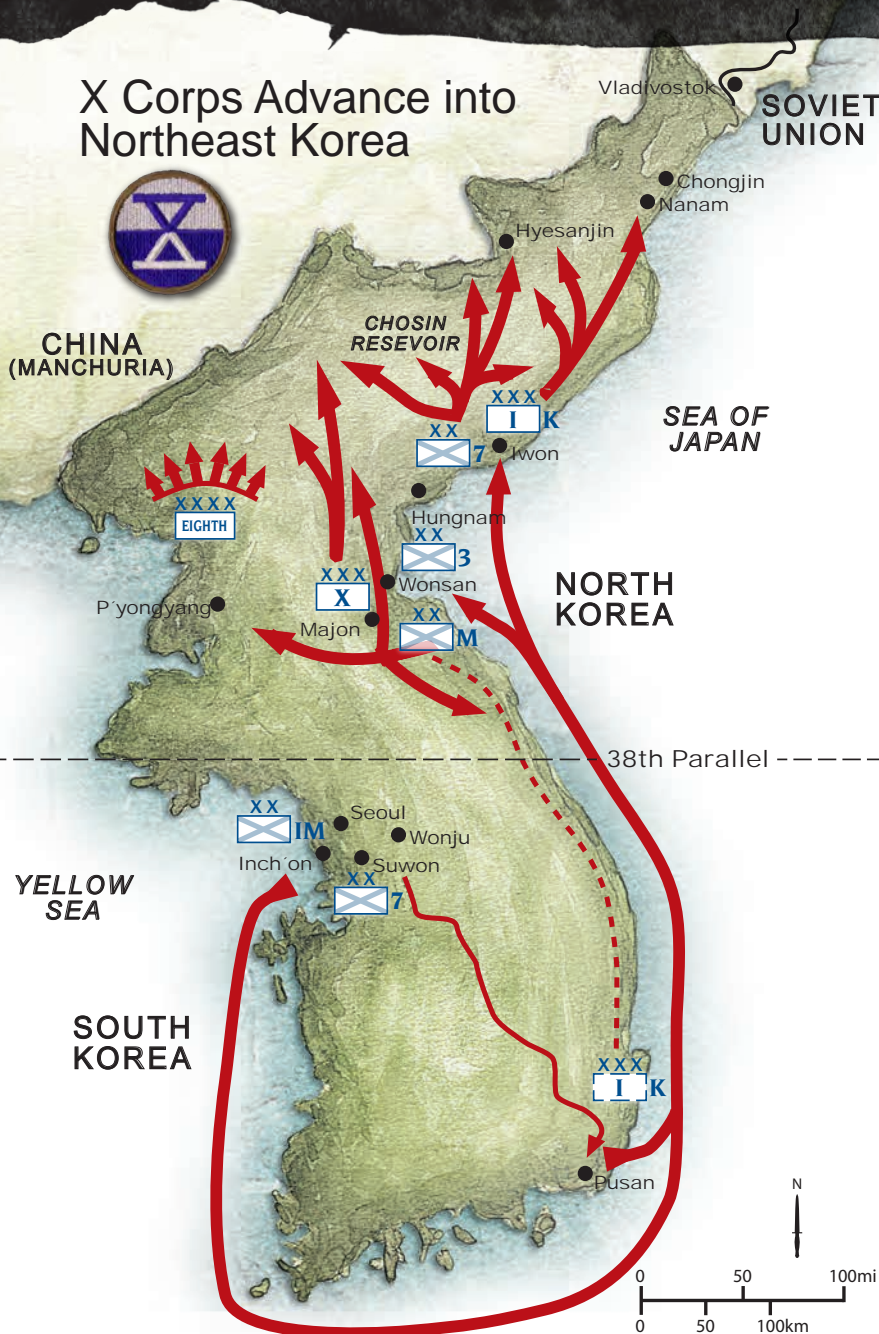 X Corps Advance into
Northeast Korea
Vladivostok
SOVIET
UNION
Chongjin
Nanam
Hyesanjin
CHINA
(MANCHURIA)
CHOSIN
RESEVOIR
SEA OF
JAPAN
XXX
I K
XX
7
Iwon
XXXX
EIGHTH
Hungnam
XX
3
NORTH
KOREA
XXX
X
Wonsan
P'yongyang
Majon
XX
M
38th Parallel
XX
IM
Seoul
Wonju
Inch'on
Suwon
XX
7
YELLOW
SEA
SOUTH
KOREA
XXX
I K
Pusan
N
0 50 100mi
0 50 100km